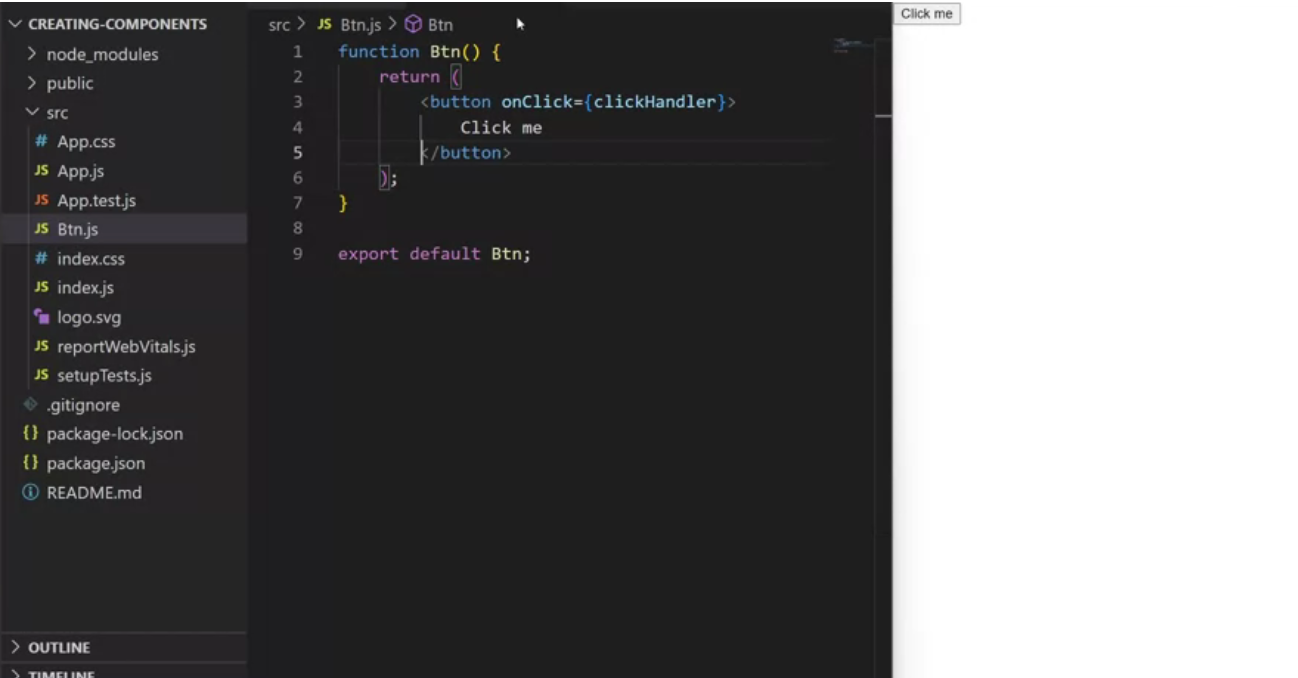 CREATING-COMPONENTS
node_modules
public
src
# App.css
JS App.js
JS App.test.js
JS Btn.js
# index.css
JS index.js
logo.svg
JS reportWebVitals.js
JS setupTests.js
.gitignore
{} package-lock.json
{} package.json
README.md
OUTLINE
TIMELINE
src > JS Btn.js > Btn
1 function Btn() {
2 return (
3 <button onClick={clickHandler}>
4 Click me
5 </button>
6 );
7 }
8
9 export default Btn;
Click me